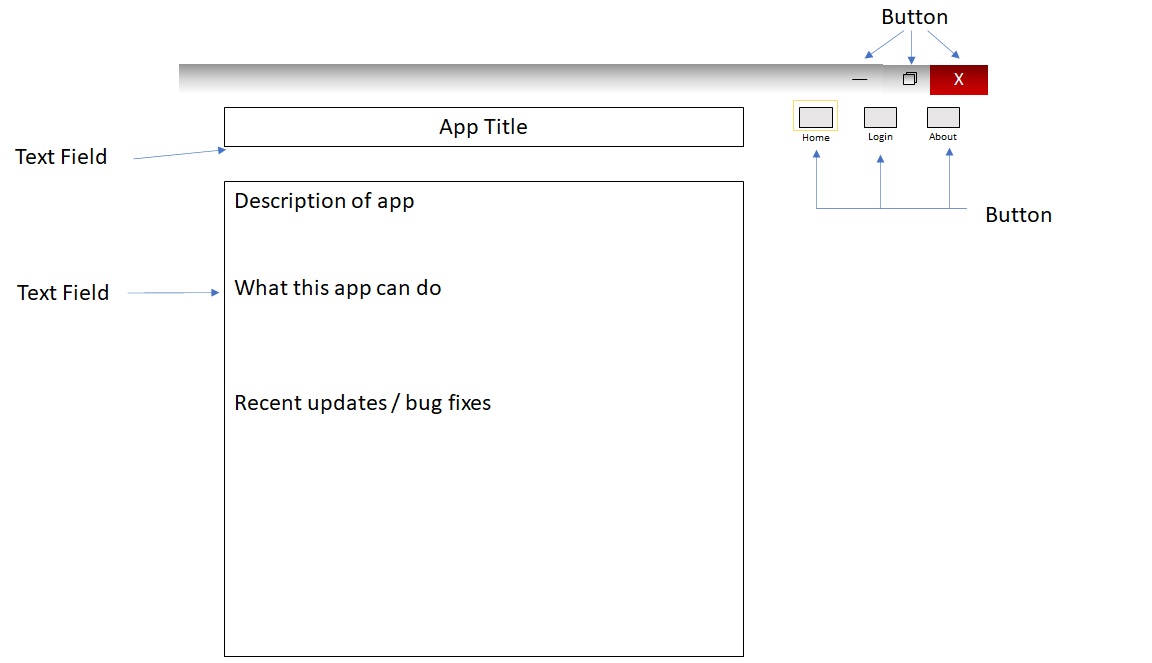 Button
X
App Title
Home
Login
About
Text Field
Description of app
Button
What this app can do
Text Field
Recent updates / bug fixes